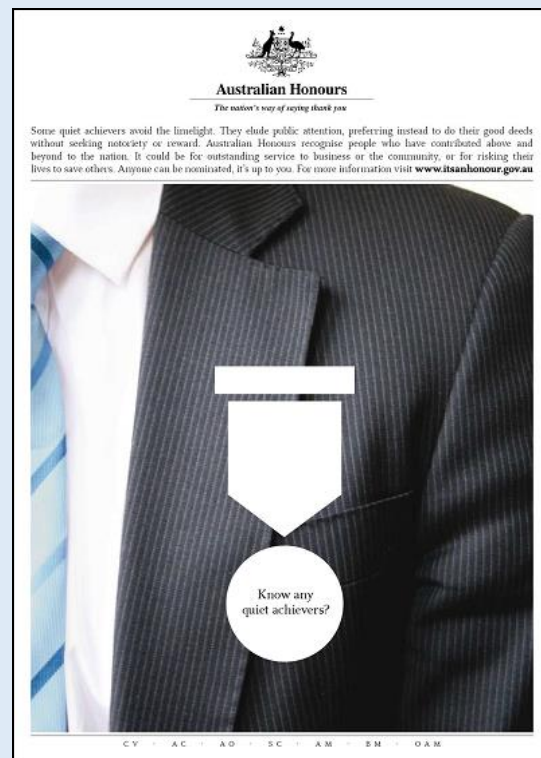 Australian Honours
The nation's way of saying thank you
Some quiet achievers avoid the limelight. They elude public attention, preferring instead to do their good deeds
without seeking notoriety or reward. Australian Honours recognise people who have contributed above and
beyond to the nation. It could be for outstanding service to business or the community, or for risking their
lives to save others. Anyone can be nominated, it's up to you. For more information visit www.itsanhonour.gov.au
Know any
quiet achievers?
CV · AC · AO · SC · AM · BM · OAM